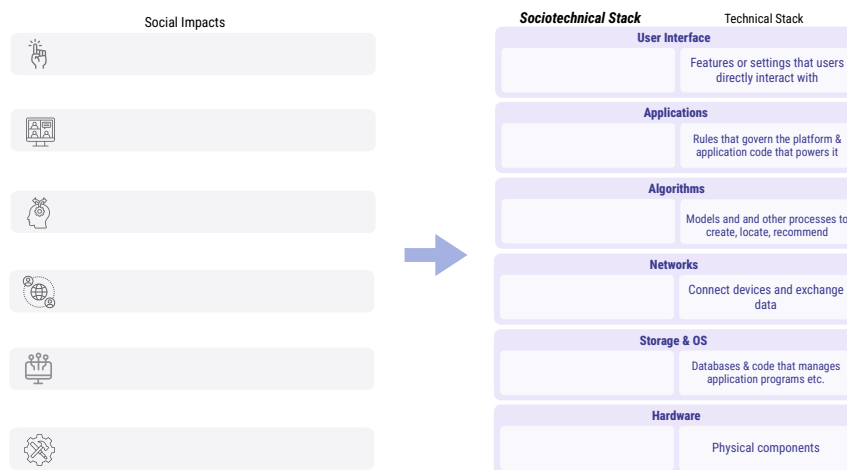 Social Impacts
Sociotechnical Stack
Technical Stack
User Interface
Features or settings that users
directly interact with
Applications
Rules that govern the platform &
application code that powers it
Algorithms
Models and and other processes to
create, locate, recommend
Networks
Connect devices and exchange
data
Storage & OS
Databases & code that manages
application programs etc.
Hardware
Physical components